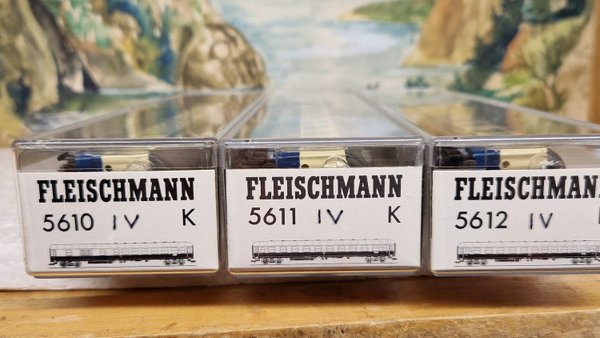 FLEISCHMANN
5610 IV K
FLEISCHMANN
5611 IV K
FLEISCHMANN
5612 IV